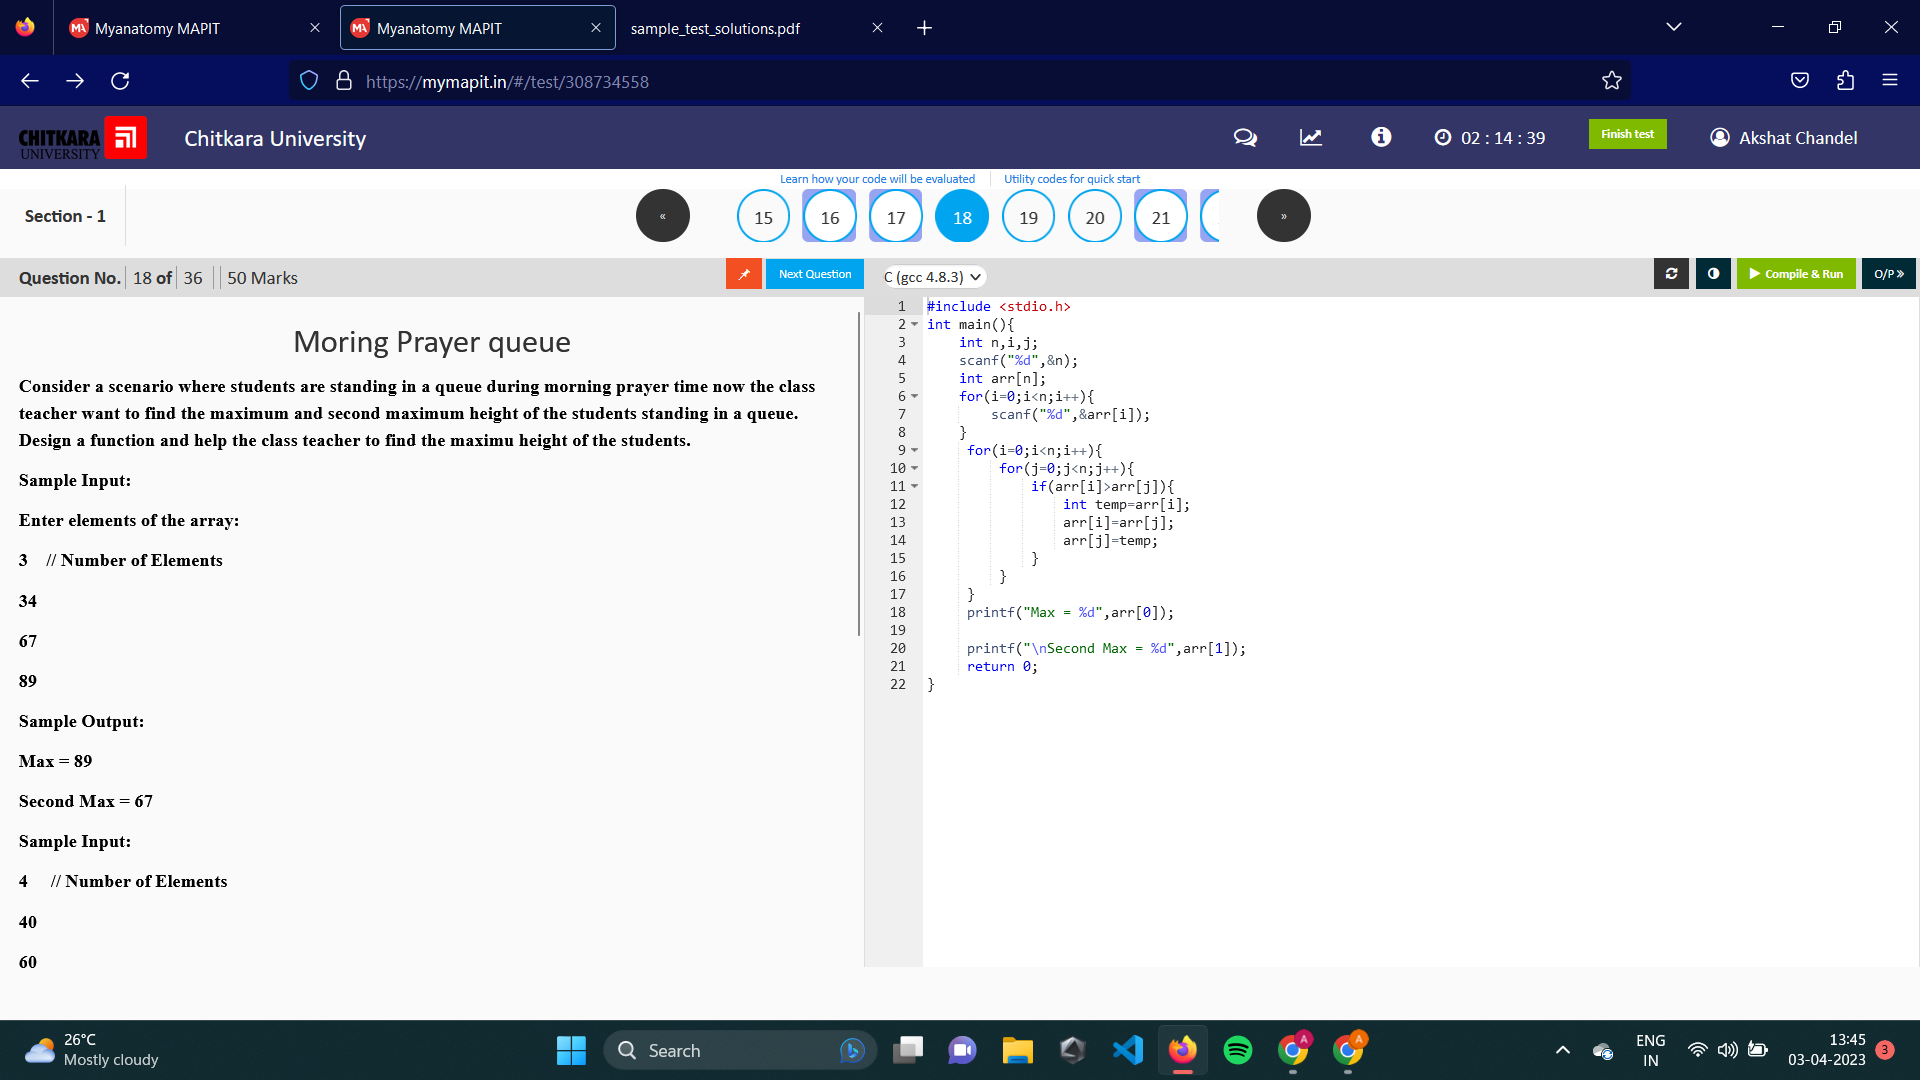 Myanatomy MAPIT
Myanatomy MAPIT
sample_test_solutions.pdf
https://mymapit.in/#/test/308734558
CHITKARA
UNIVERSITY
Chitkara University
02 : 14 : 39
Finish test
Akshat Chandel
Learn how your code will be evaluated
Utility codes for quick start
Section - 1
«
15
16
17
18
19
20
21
»
Question No. 18 of 36 50 Marks
Next Question
C (gcc 4.8.3)
Compile & Run
O/P »
Moring Prayer queue
Consider a scenario where students are standing in a queue during morning prayer time now the class
teacher want to find the maximum and second maximum height of the students standing in a queue.
Design a function and help the class teacher to find the maximu height of the students.
Sample Input:
Enter elements of the array:
3 // Number of Elements
34
67
89
Sample Output:
Max = 89
Second Max = 67
Sample Input:
4 // Number of Elements
40
60
1 #include <stdio.h>
2 int main(){
3 int n,i,j;
4 scanf("%d",&n);
5 int arr[n];
6 for(i=0;i<n;i++){
7 scanf("%d",&arr[i]);
8 }
9 for(i=0;i<n;i++){
10 for(j=0;j<n;j++){
11 if(arr[i]>arr[j]){
12 int temp=arr[i];
13 arr[i]=arr[j];
14 arr[j]=temp;
15 }
16 }
17 }
18 printf("Max = %d",arr[0]);
19
20 printf("\nSecond Max = %d",arr[1]);
21 return 0;
22 }
26°C
Mostly cloudy
Search
A
A
ENG
IN
13:45
03-04-2023
3